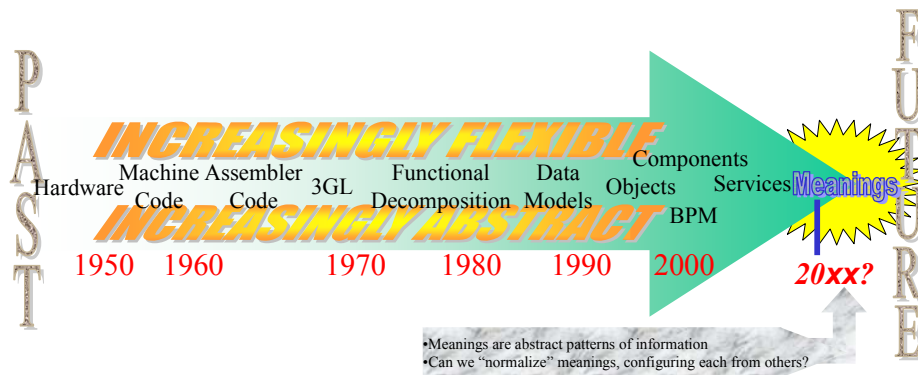 PAST
INCREASINGLY FLEXIBLE
Hardware
Machine
Code
Assembler
Code
3GL
Functional
Decomposition
Data
Models
Components
Objects
BPM
Services
Meanings
INCREASINGLY ABSTRACT
1950 1960 1970 1980 1990 2000
20xx?
FUTURE
•Meanings are abstract patterns of information
•Can we “normalize” meanings, configuring each from others?